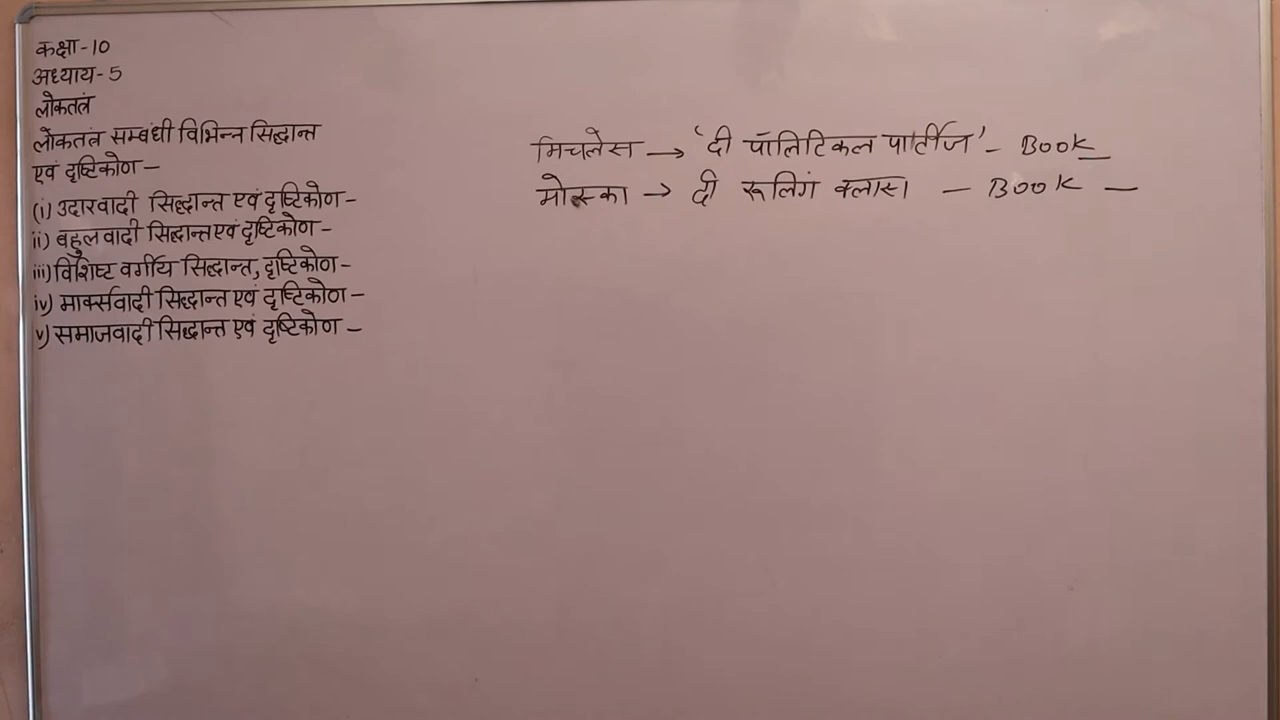 कक्षा-10
अध्याय-5
लोकतंत्र
लोकतंत्र सम्बंधी विभिन्न सिद्धान्त
एवं दृष्टिकोण —
(i) उदारवादी सिद्धान्त एवं दृष्टिकोण -
ii) बहुलवादी सिद्धान्त एवं दृष्टिकोण -
iii) विशिष्ट वर्गीय सिद्धान्त, दृष्टिकोण -
iv) मार्क्सवादी सिद्धान्त एवं दृष्टिकोण -
v) समाजवादी सिद्धान्त एवं दृष्टिकोण -
मिचलेस → 'दी पॉलिटिकल पार्टीज' - Book
मोस्का → दी रूलिगं क्लास। — Book —